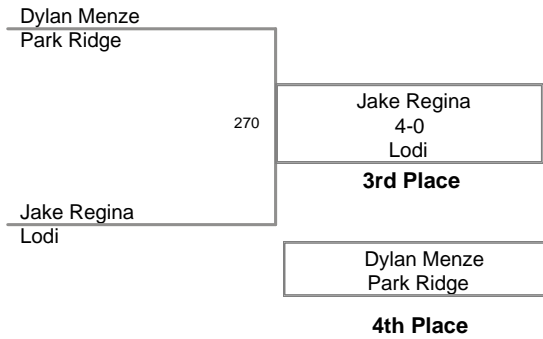 Dylan Menze
Park Ridge
270
Jake Regina
4-0
Lodi
3rd Place
Jake Regina
Lodi
Dylan Menze
Park Ridge
4th Place